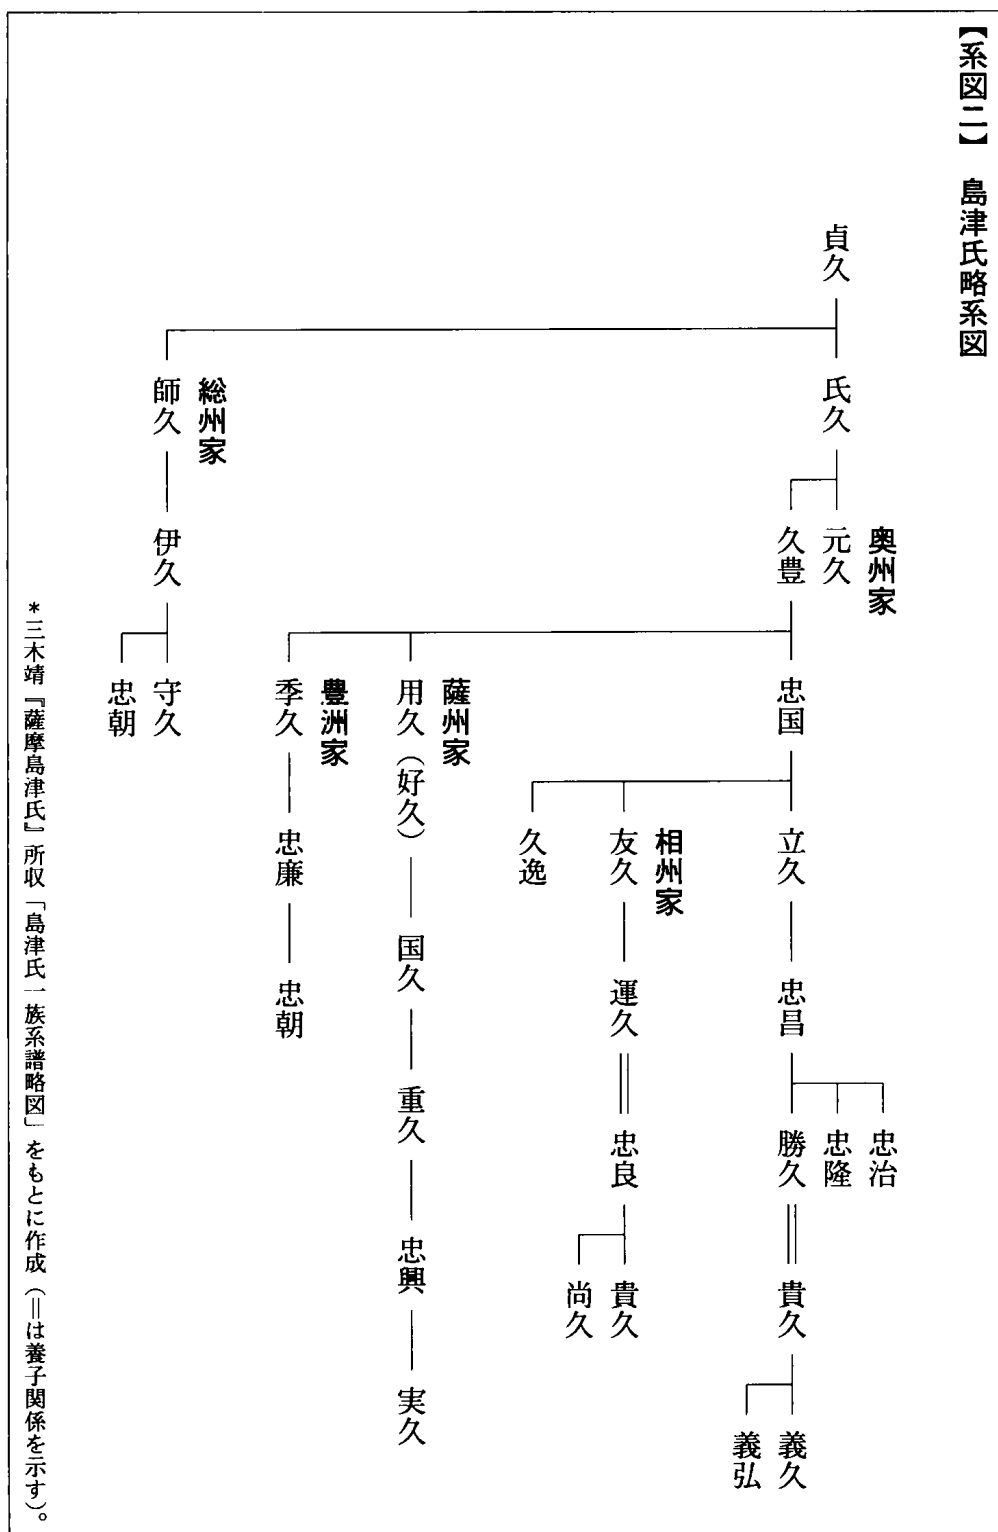 【系図二】 島津氏略系図
貞久
氏久
奥州家
元久
久豊
忠国
立久
忠昌
忠治
忠隆
勝久
貴久
義久
義弘
相州家
友久
運久
忠良
貴久
尚久
久逸
薩州家
用久（好久）
国久
重久
忠興
実久
豊洲家
季久
忠廉
忠朝
総州家
師久
伊久
守久
忠朝
＊三木靖『薩摩島津氏』所収「島津氏一族系譜略図」をもとに作成（＝は養子関係を示す）。